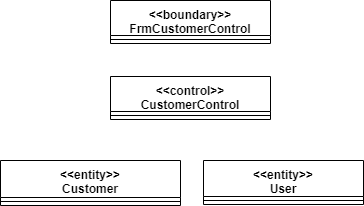 <<boundary>>
FrmCustomerControl
<<control>>
CustomerControl
<<entity>>
Customer
<<entity>>
User